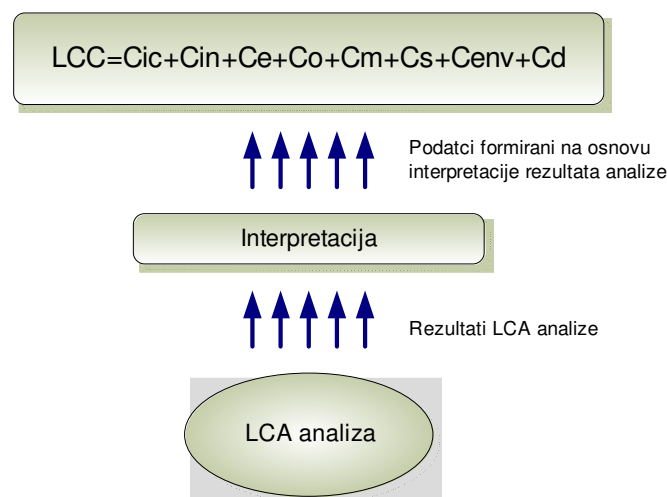 LCC=Cic+Cin+Ce+Co+Cm+Cs+Cenv+Cd
Podatci formirani na osnovu
interpretacije rezultata analize
Interpretacija
Rezultati LCA analize
LCA analiza